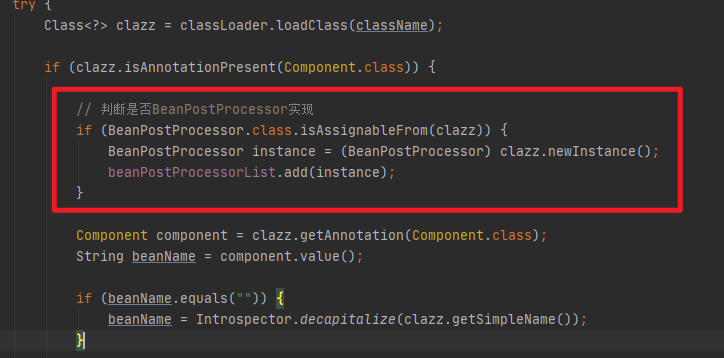 try {
Class<?> clazz = classLoader.loadClass(className);
if (clazz.isAnnotationPresent(Component.class)) {
// 判断是否BeanPostProcessor实现
if (BeanPostProcessor.class.isAssignableFrom(clazz)) {
BeanPostProcessor instance = (BeanPostProcessor) clazz.newInstance();
beanPostProcessorList.add(instance);
}
Component component = clazz.getAnnotation(Component.class);
String beanName = component.value();
if (beanName.equals("")) {
beanName = Introspector.decapitalize(clazz.getSimpleName());
}